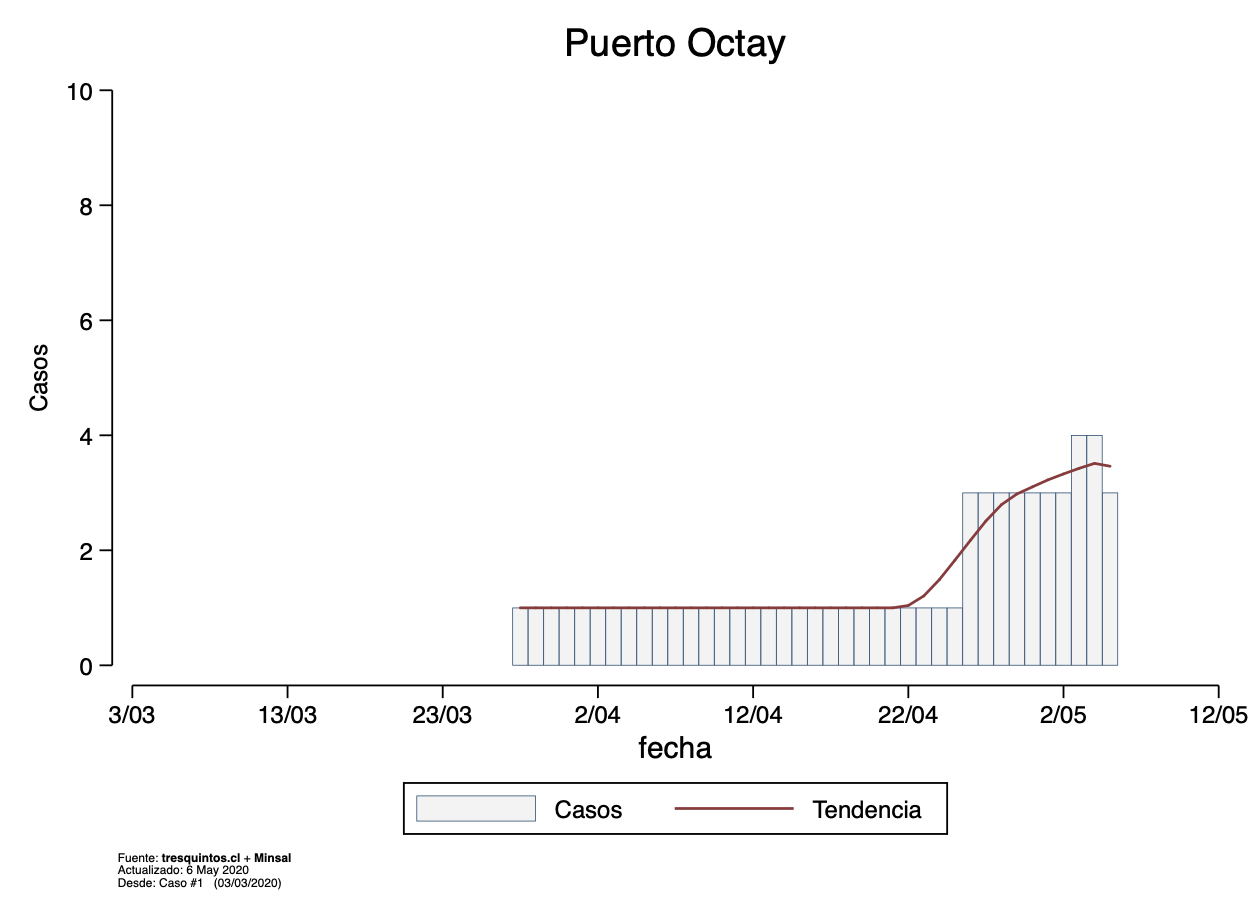 Puerto Octay
10
8
6
4
2
0
Casos
3/03 13/03 23/03 2/04 12/04 22/04 2/05 12/05
fecha
Casos Tendencia
Fuente: tresquintos.cl + Minsal
Actualizado: 6 May 2020
Desde: Caso #1 (03/03/2020)